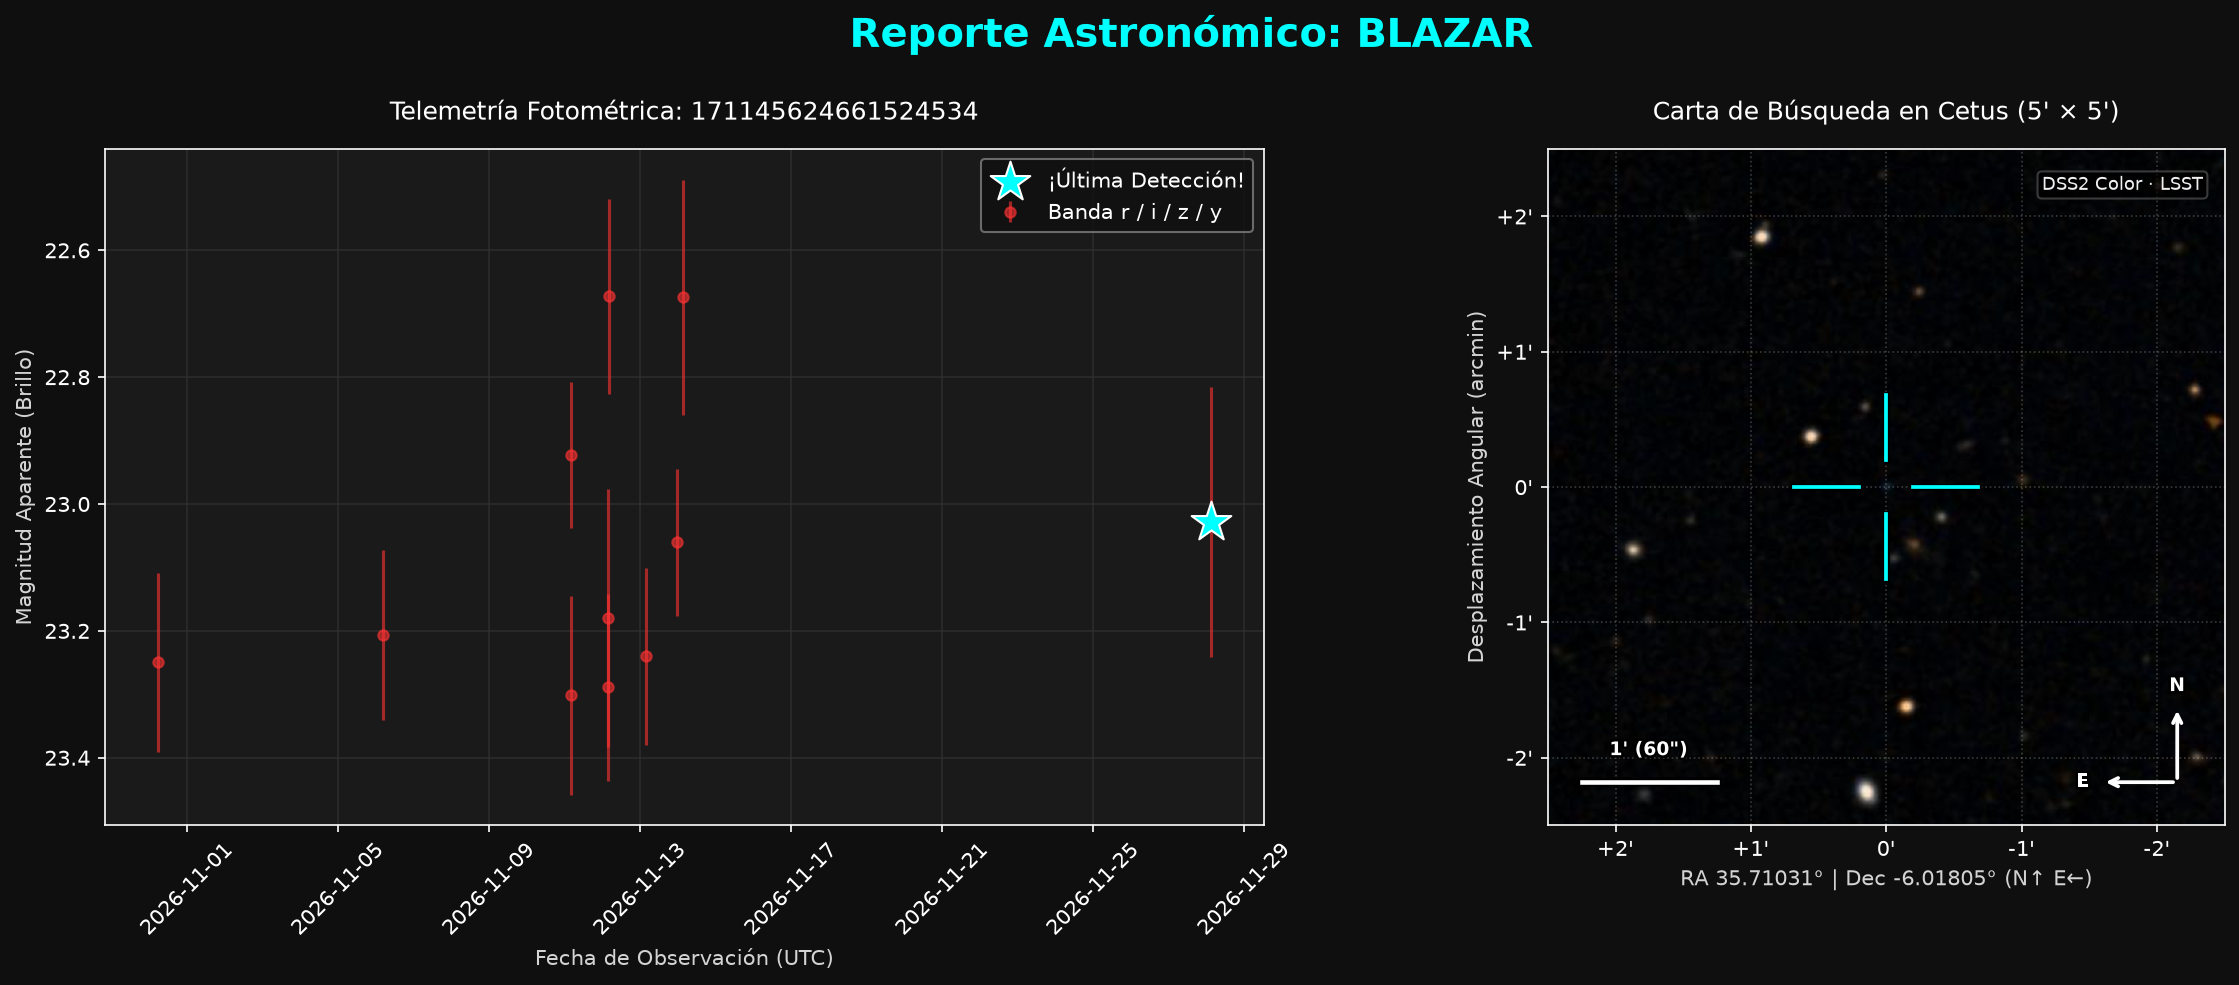 Reporte Astronómico: BLAZAR
Telemetría Fotométrica: 171145624661524534
Magnitud Aparente (Brillo)
22.6
22.8
23.0
23.2
23.4
¡Última Detección!
Banda r / i / z / y
2026-11-01
2026-11-05
2026-11-09
2026-11-13
2026-11-17
2026-11-21
2026-11-25
2026-11-29
Fecha de Observación (UTC)
Carta de Búsqueda en Cetus (5' × 5')
DSS2 Color · LSST
Desplazamiento Angular (arcmin)
+2'
+1'
0'
-1'
-2'
N
E
1' (60")
+2'
+1'
0'
-1'
-2'
RA 35.71031° | Dec -6.01805° (N↑ E←)